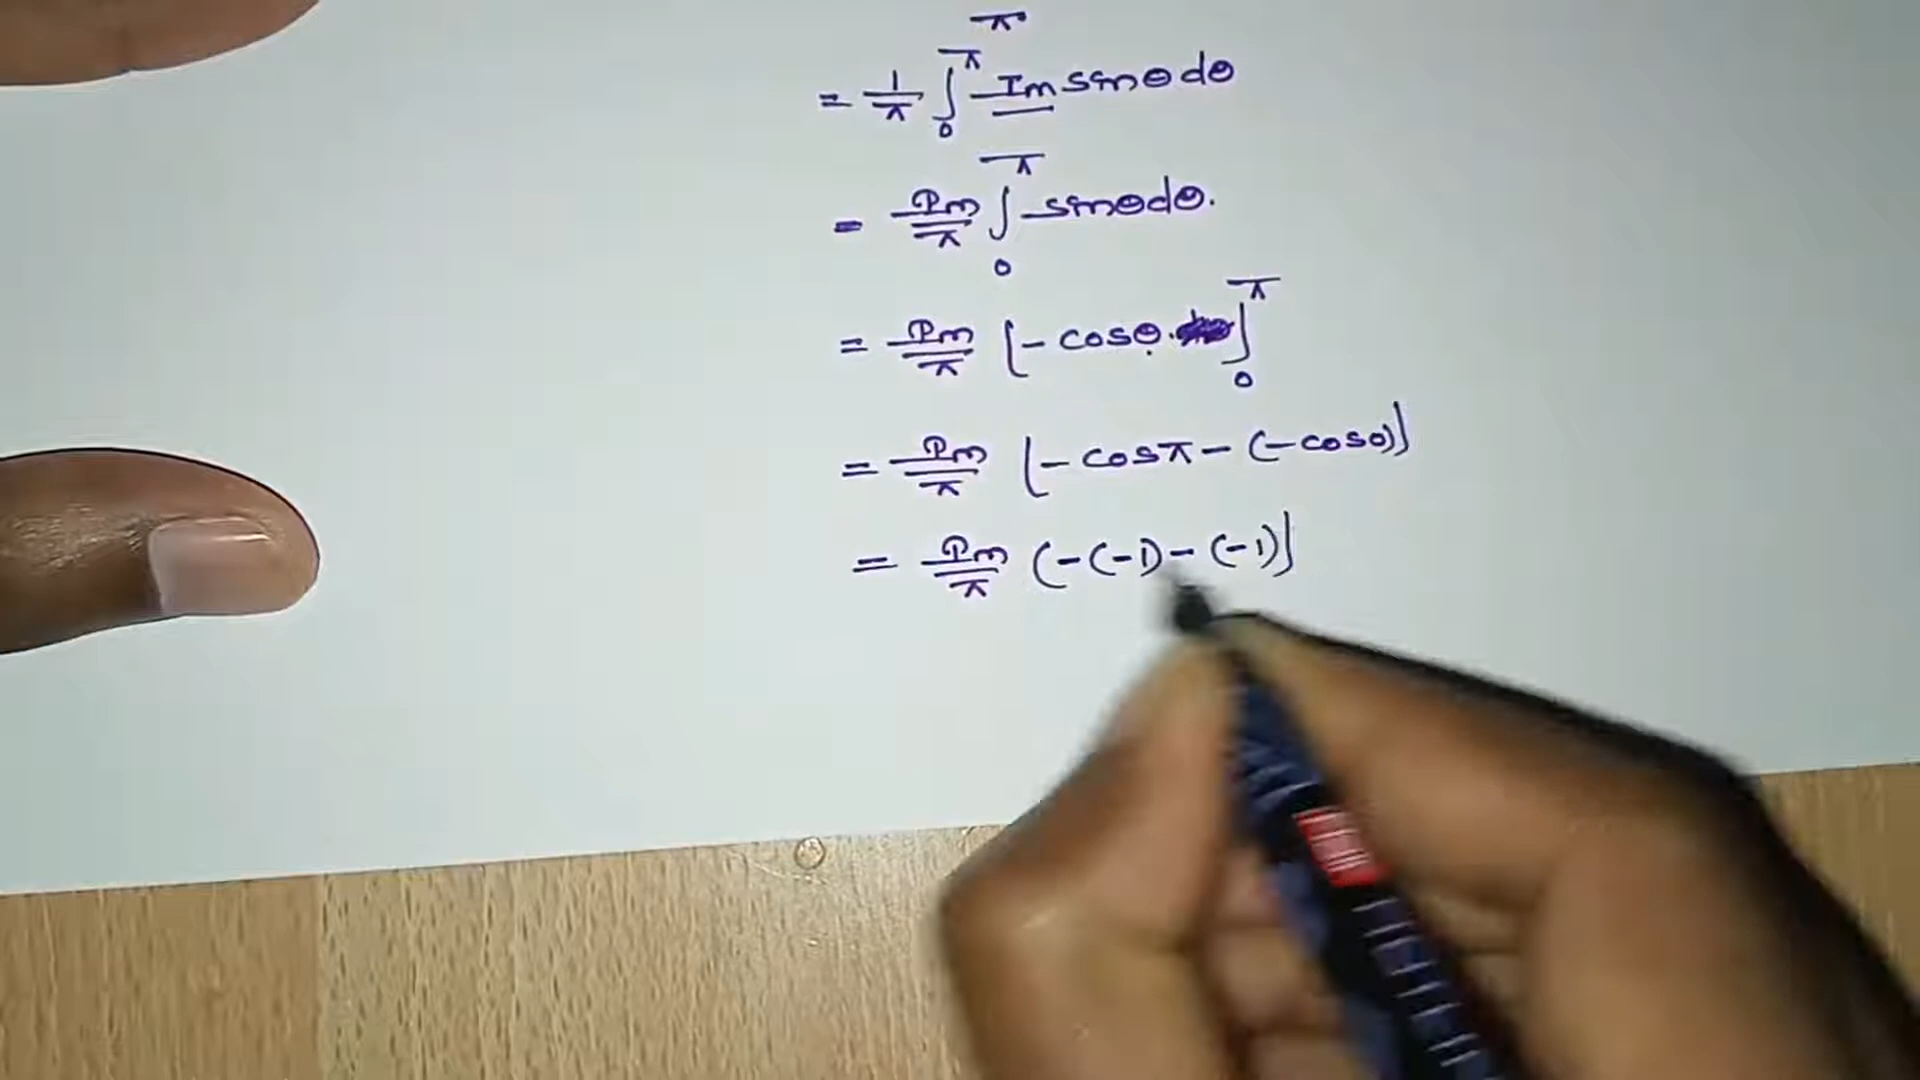 π
= 1/π ∫₀^π Im sinθ dθ
= Im/π ∫₀^π sinθ dθ.
= Im/π [- cosθ.]₀^π
= Im/π [- cosπ - (-cos0)]
= Im/π (-(-1) - (-1)]